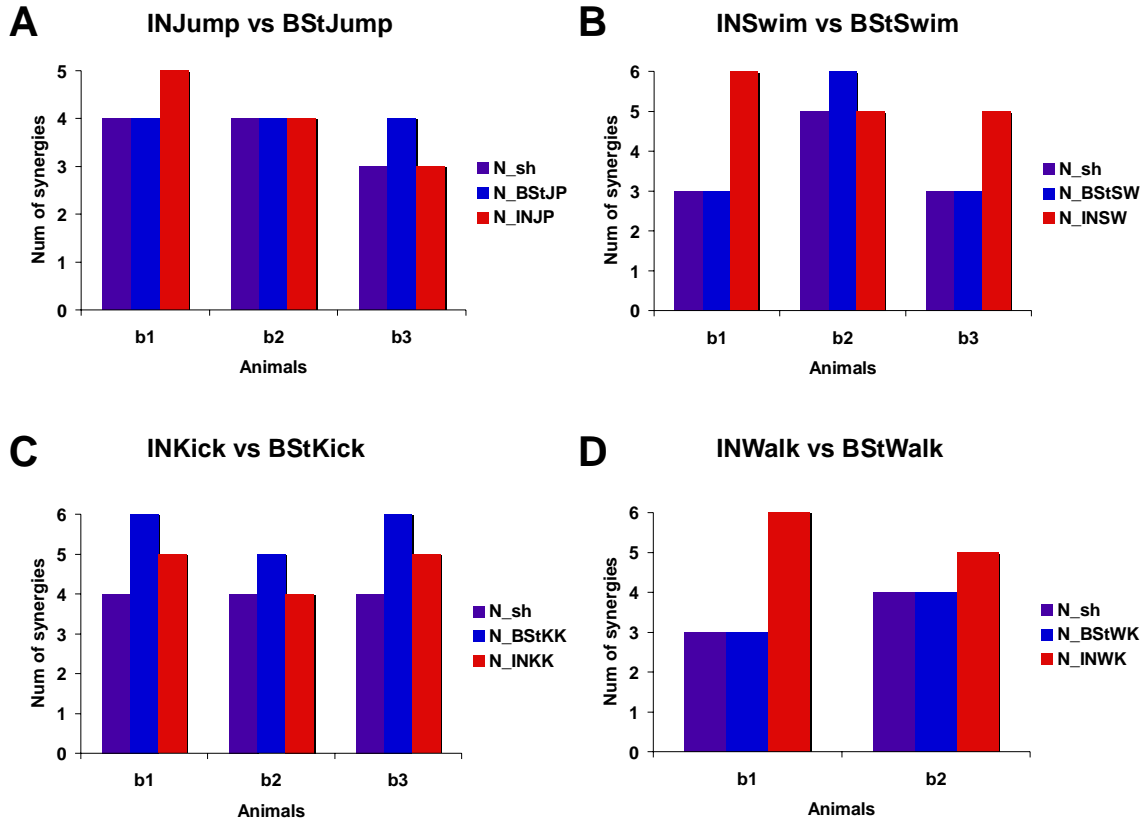 A
INJump vs BStJump
Num of synergies
5
4
3
2
1
0
b1
b2
b3
Animals
N_sh
N_BStJP
N_INJP
B
INSwim vs BStSwim
Num of synergies
6
5
4
3
2
1
0
b1
b2
b3
Animals
N_sh
N_BStSW
N_INSW
C
INKick vs BStKick
Num of synergies
6
5
4
3
2
1
0
b1
b2
b3
Animals
N_sh
N_BStKK
N_INKK
D
INWalk vs BStWalk
Num of synergies
6
5
4
3
2
1
0
b1
b2
Animals
N_sh
N_BStWK
N_INWK